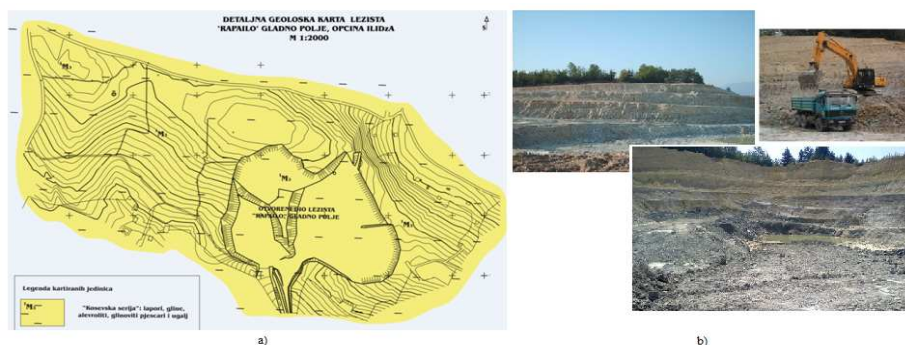 DETALJNA GEOLOSKA KARTA LEZISTA
"RAPAILO" GLADNO POLJE, OPCINA ILIDzA
M 1:2000
OTVORENI DIO LEZISTA
"RAPAILO" GLADNO POLJE
Legenda kartiranih jedinica
"Kosevska serija": lapori, gline,
alevroliti, glinoviti pjescari i ugalj
a)
b)